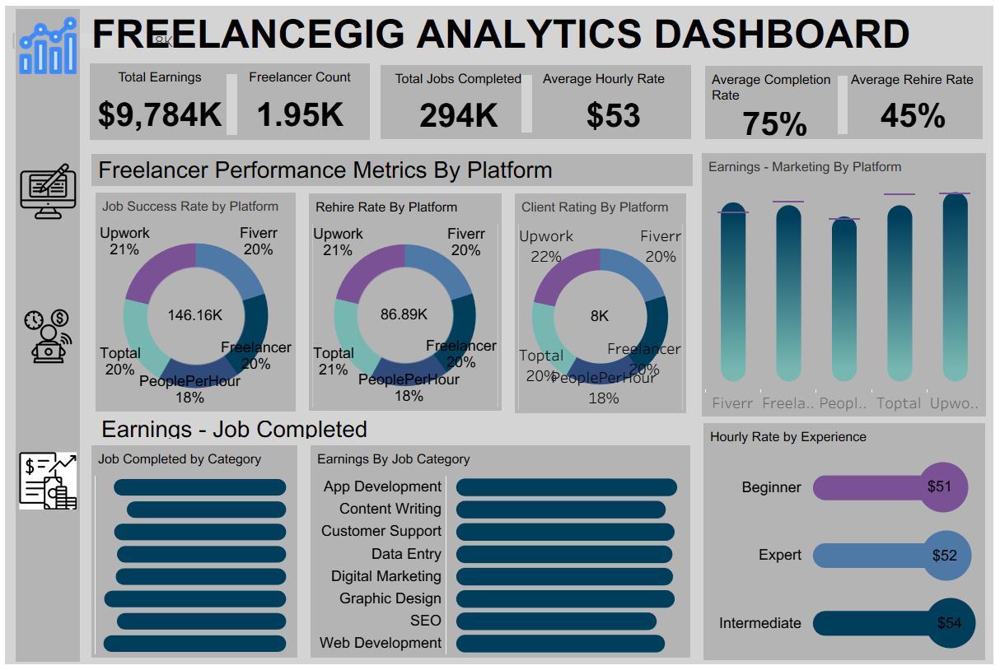 FREELANCEGIG ANALYTICS DASHBOARD
8K
Total Earnings
$9,784K
Freelancer Count
1.95K
Total Jobs Completed
294K
Average Hourly Rate
$53
Average Completion
Rate
75%
Average Rehire Rate
45%
Freelancer Performance Metrics By Platform
Job Success Rate by Platform
Upwork
21%
Fiverr
20%
146.16K
Toptal
20%
Freelancer
20%
PeoplePerHour
18%
Rehire Rate By Platform
Upwork
21%
Fiverr
20%
86.89K
Toptal
21%
Freelancer
20%
PeoplePerHour
18%
Client Rating By Platform
Upwork
22%
Fiverr
20%
8K
Toptal
20%
Freelancer
20%
PeoplePerHour
18%
Earnings - Marketing By Platform
Fiverr
Freela..
Peopl..
Toptal
Upwo..
Earnings - Job Completed
Job Completed by Category
Earnings By Job Category
App Development
Content Writing
Customer Support
Data Entry
Digital Marketing
Graphic Design
SEO
Web Development
Hourly Rate by Experience
Beginner
$51
Expert
$52
Intermediate
$54
$
$